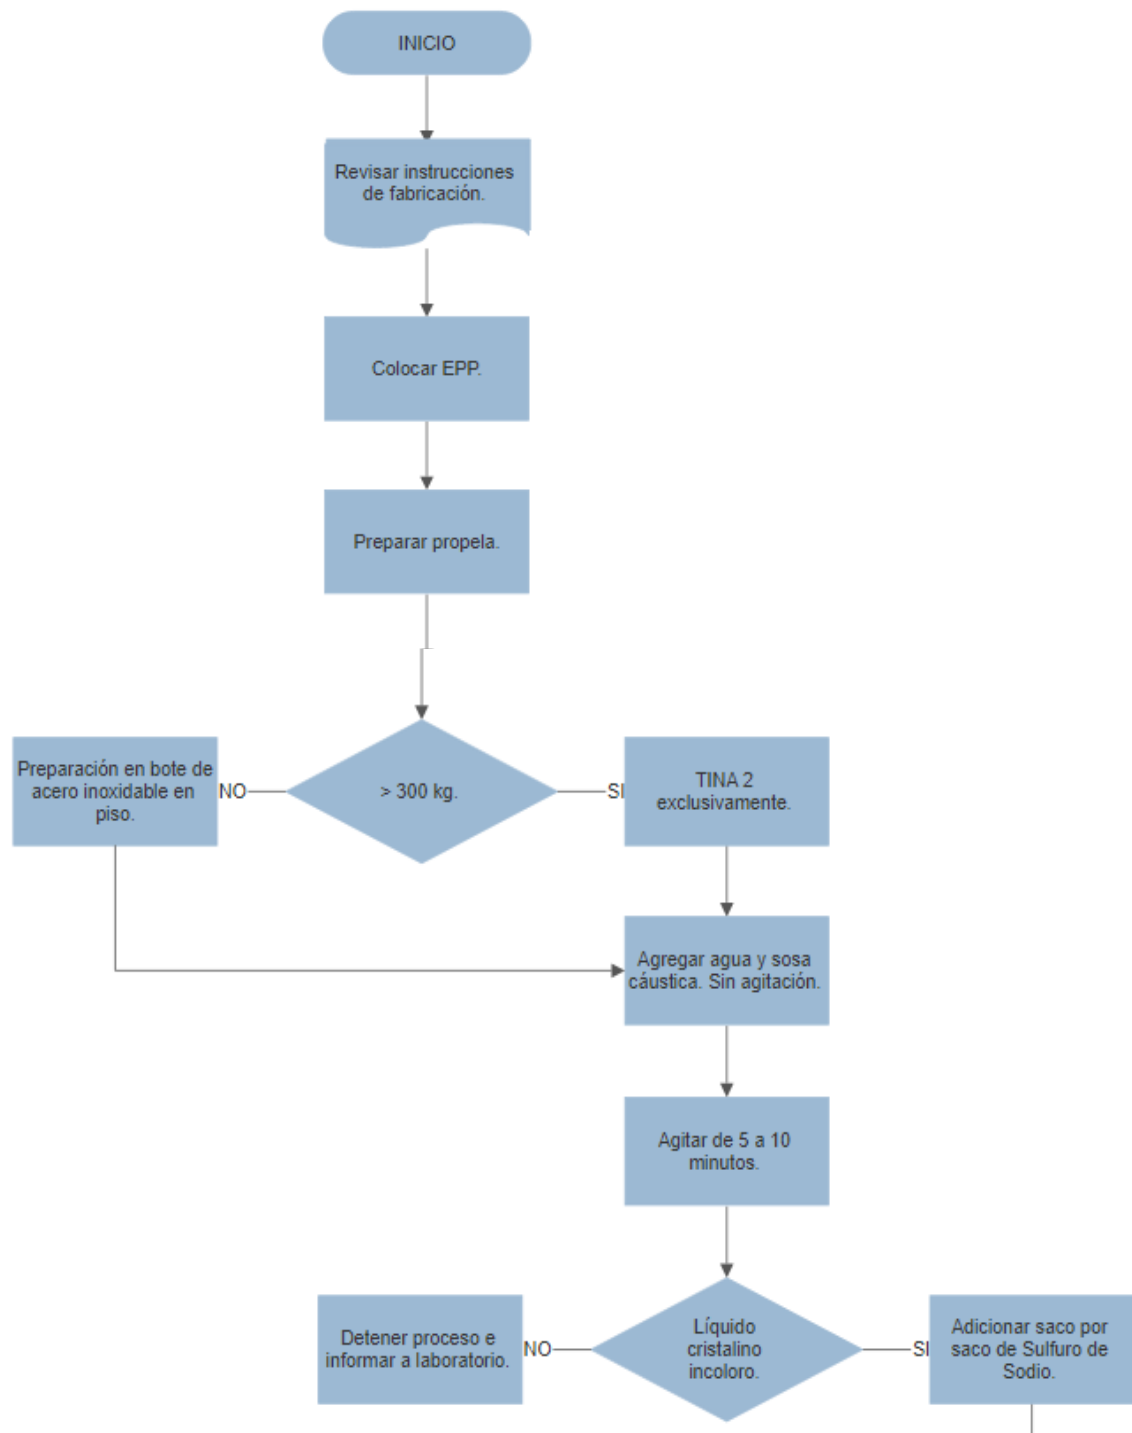 INICIO
Revisar instrucciones
de fabricación.
Colocar EPP.
Preparar propela.
Preparación en bote de
acero inoxidable en
piso.
NO
> 300 kg.
SI
TINA 2
exclusivamente.
Agregar agua y sosa
cáustica. Sin agitación.
Agitar de 5 a 10
minutos.
Detener proceso e
informar a laboratorio.
NO
Líquido
cristalino
incoloro.
SI
Adicionar saco por
saco de Sulfuro de
Sodio.